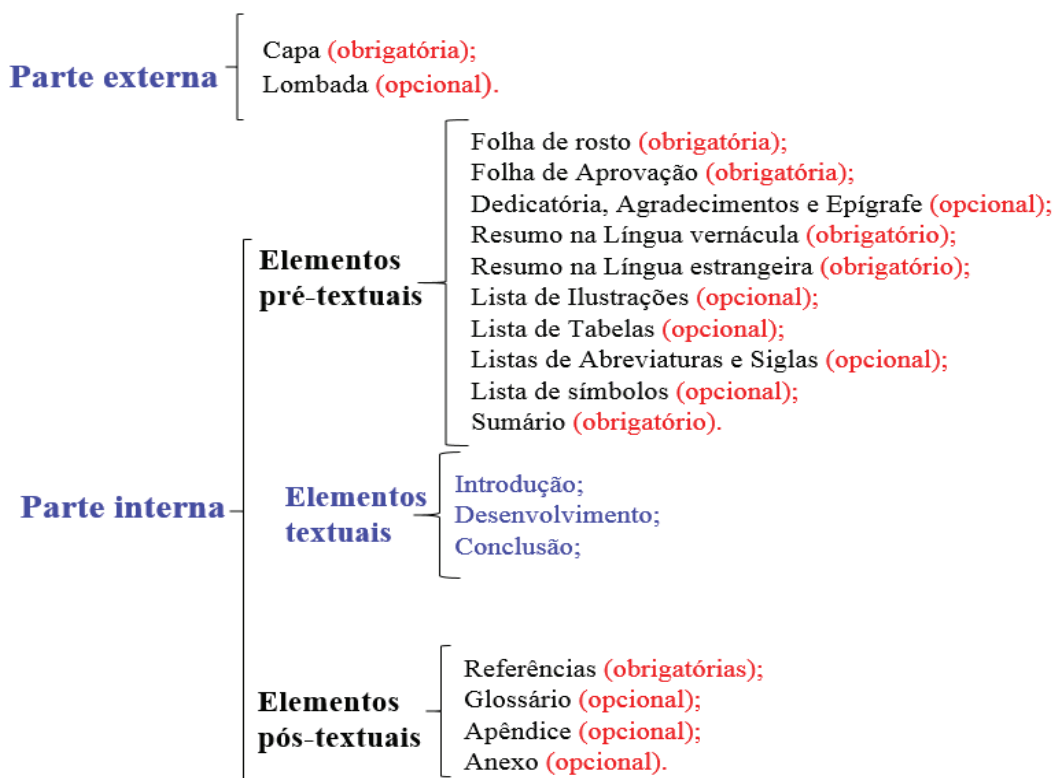 Parte externa
Capa (obrigatória);
Lombada (opcional).
Parte interna
Elementos
pré-textuais
Folha de rosto (obrigatória);
Folha de Aprovação (obrigatória);
Dedicatória, Agradecimentos e Epígrafe (opcional);
Resumo na Língua vernácula (obrigatório);
Resumo na Língua estrangeira (obrigatório);
Lista de Ilustrações (opcional);
Lista de Tabelas (opcional);
Listas de Abreviaturas e Siglas (opcional);
Lista de símbolos (opcional);
Sumário (obrigatório).
Elementos
textuais
Introdução;
Desenvolvimento;
Conclusão;
Elementos
pós-textuais
Referências (obrigatórias);
Glossário (opcional);
Apêndice (opcional);
Anexo (opcional).